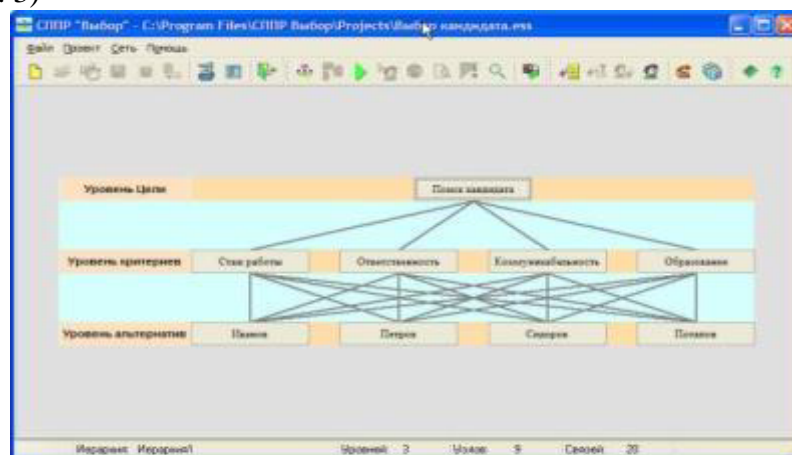 3)
СППР "Выбор" - C:\Program Files\СППР Выбор\Projects\Выбор кандидата.ess
Файл Проект Сеть Помощь
Уровень Цели Поиск кандидата
Уровень критериев Стаж работы Ответственность Коммуникабельность Образование
Уровень альтернатив Иванов Петров Сидоров Потапов
Иерархия: Иерархия1 Уровней: 3 Узлов: 9 Связей: 20